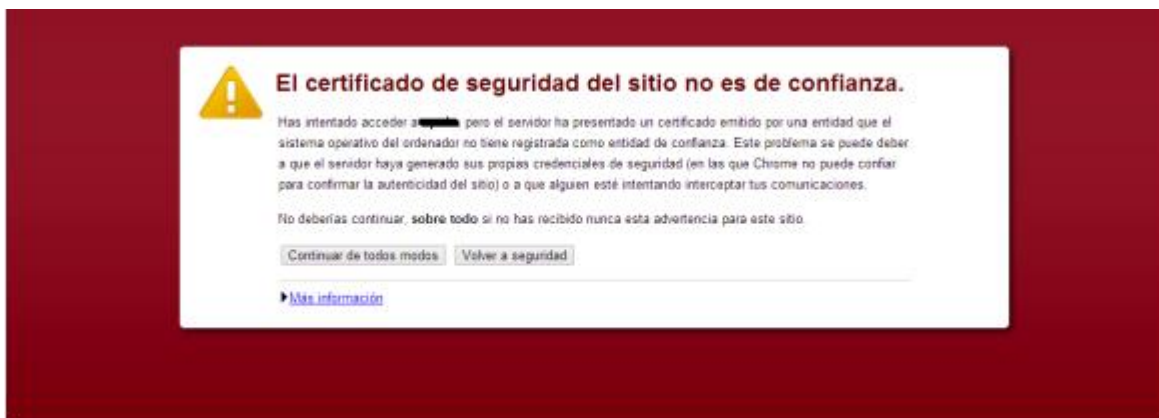 El certificado de seguridad del sitio no es de confianza.
Has intentado acceder a pero el servidor ha presentado un certificado emitido por una entidad que el
sistema operativo del ordenador no tiene registrada como entidad de confianza. Este problema se puede deber
a que el servidor haya generado sus propias credenciales de seguridad (en las que Chrome no puede confiar
para confirmar la autenticidad del sitio) o a que alguien esté intentando interceptar tus comunicaciones.
No deberías continuar, sobre todo si no has recibido nunca esta advertencia para este sitio.
Continuar de todos modos Volver a seguridad
Más información